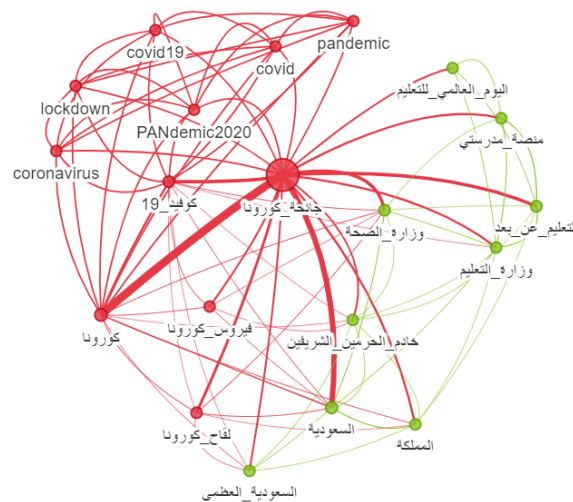 pandemic
covid19
covid
اليوم_العالمي_للتعليم
lockdown
PANdemic2020
منصة_مدرستي
coronavirus
كوفيد_19
جائحة_كورونا
وزارة_الصحة
التعليم_عن_بعد
وزارة_التعليم
كورونا
فيروس_كورونا
خادم_الحرمين_الشريفين
لقاح_كورونا
السعودية
المملكة
السعودية_العظمى